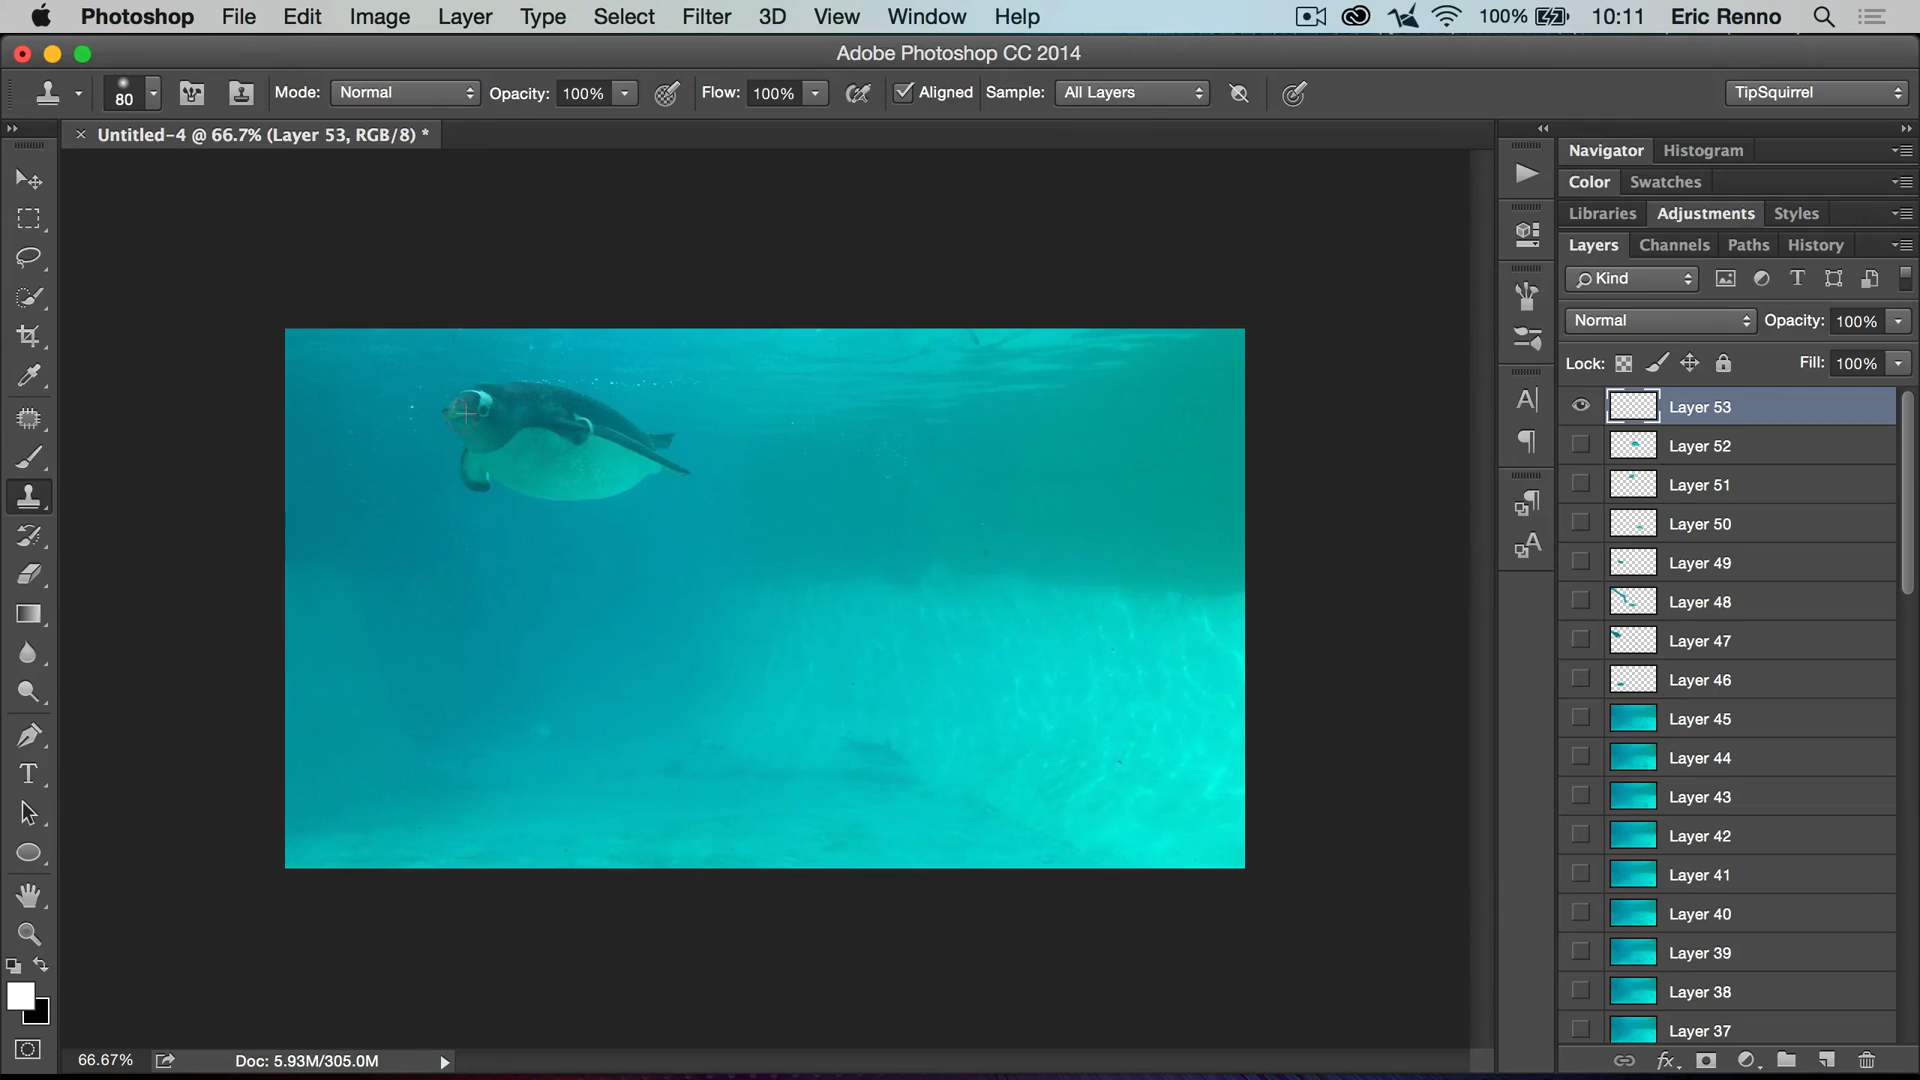 Photoshop File Edit Image Layer Type Select Filter 3D View Window Help 100% 10:11 Eric Renno
Adobe Photoshop CC 2014
80 Mode: Normal Opacity: 100% Flow: 100% Aligned Sample: All Layers TipSquirrel
Untitled-4 @ 66.7% (Layer 53, RGB/8) *
Navigator Histogram
Color Swatches
Libraries Adjustments Styles
Layers Channels Paths History
Kind
Normal Opacity: 100%
Lock: Fill: 100%
Layer 53
Layer 52
Layer 51
Layer 50
Layer 49
Layer 48
Layer 47
Layer 46
Layer 45
Layer 44
Layer 43
Layer 42
Layer 41
Layer 40
Layer 39
Layer 38
Layer 37
66.67% Doc: 5.93M/305.0M